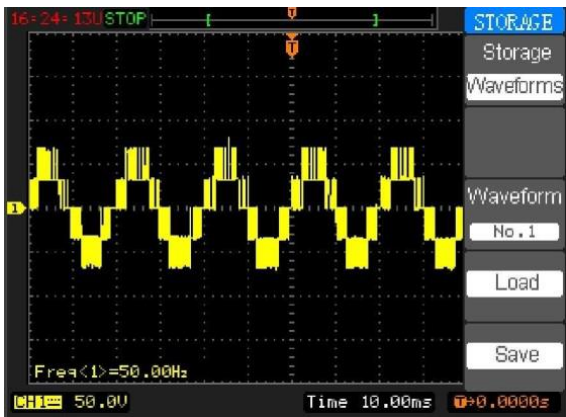 16:24:13U STOP
STORAGE
Storage
Waveforms
Waveform
No.1
Load
Save
T
1
Freq<1>=50.00Hz
CH1 50.0V
Time 10.00ms
T→0.0000s